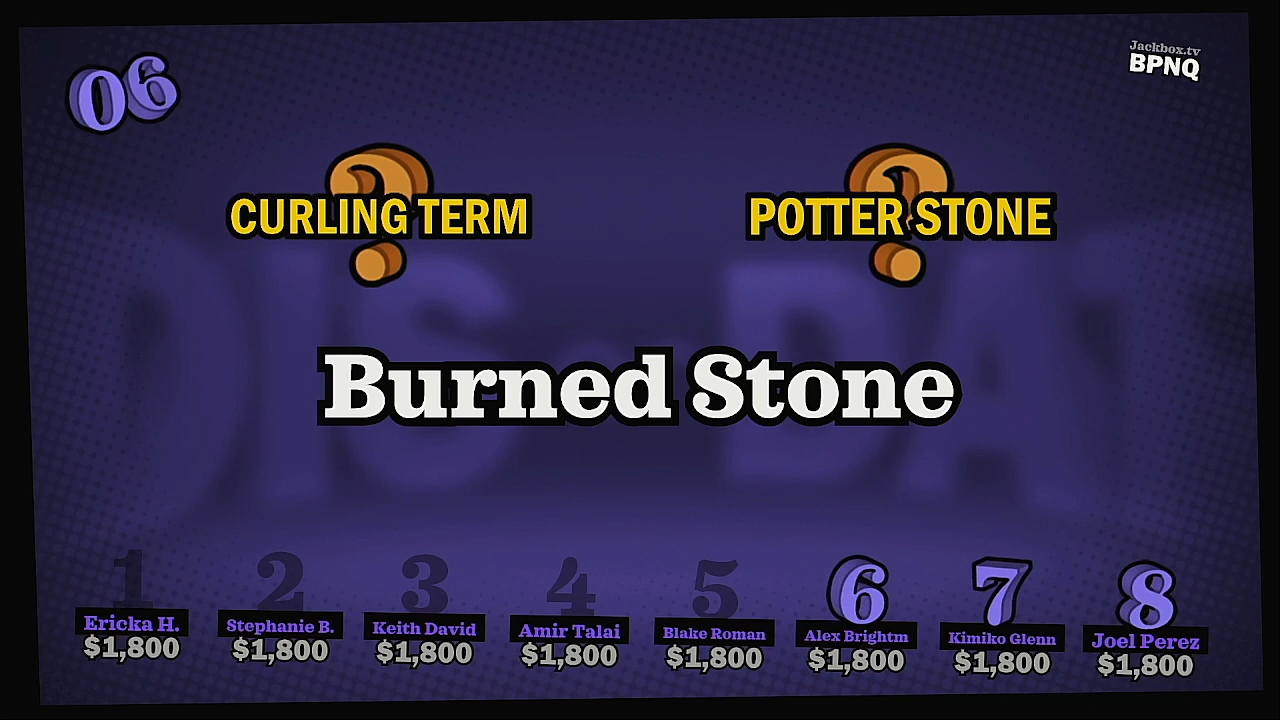 06
Jackbox.tv
BPNQ
CURLING TERM
POTTER STONE
DIS DAT
Burned Stone
1 2 3 4 5 6 7 8
Ericka H. Stephanie B. Keith David Amir Talai Blake Roman Alex Brightm Kimiko Glenn Joel Perez
$1,800 $1,800 $1,800 $1,800 $1,800 $1,800 $1,800 $1,800